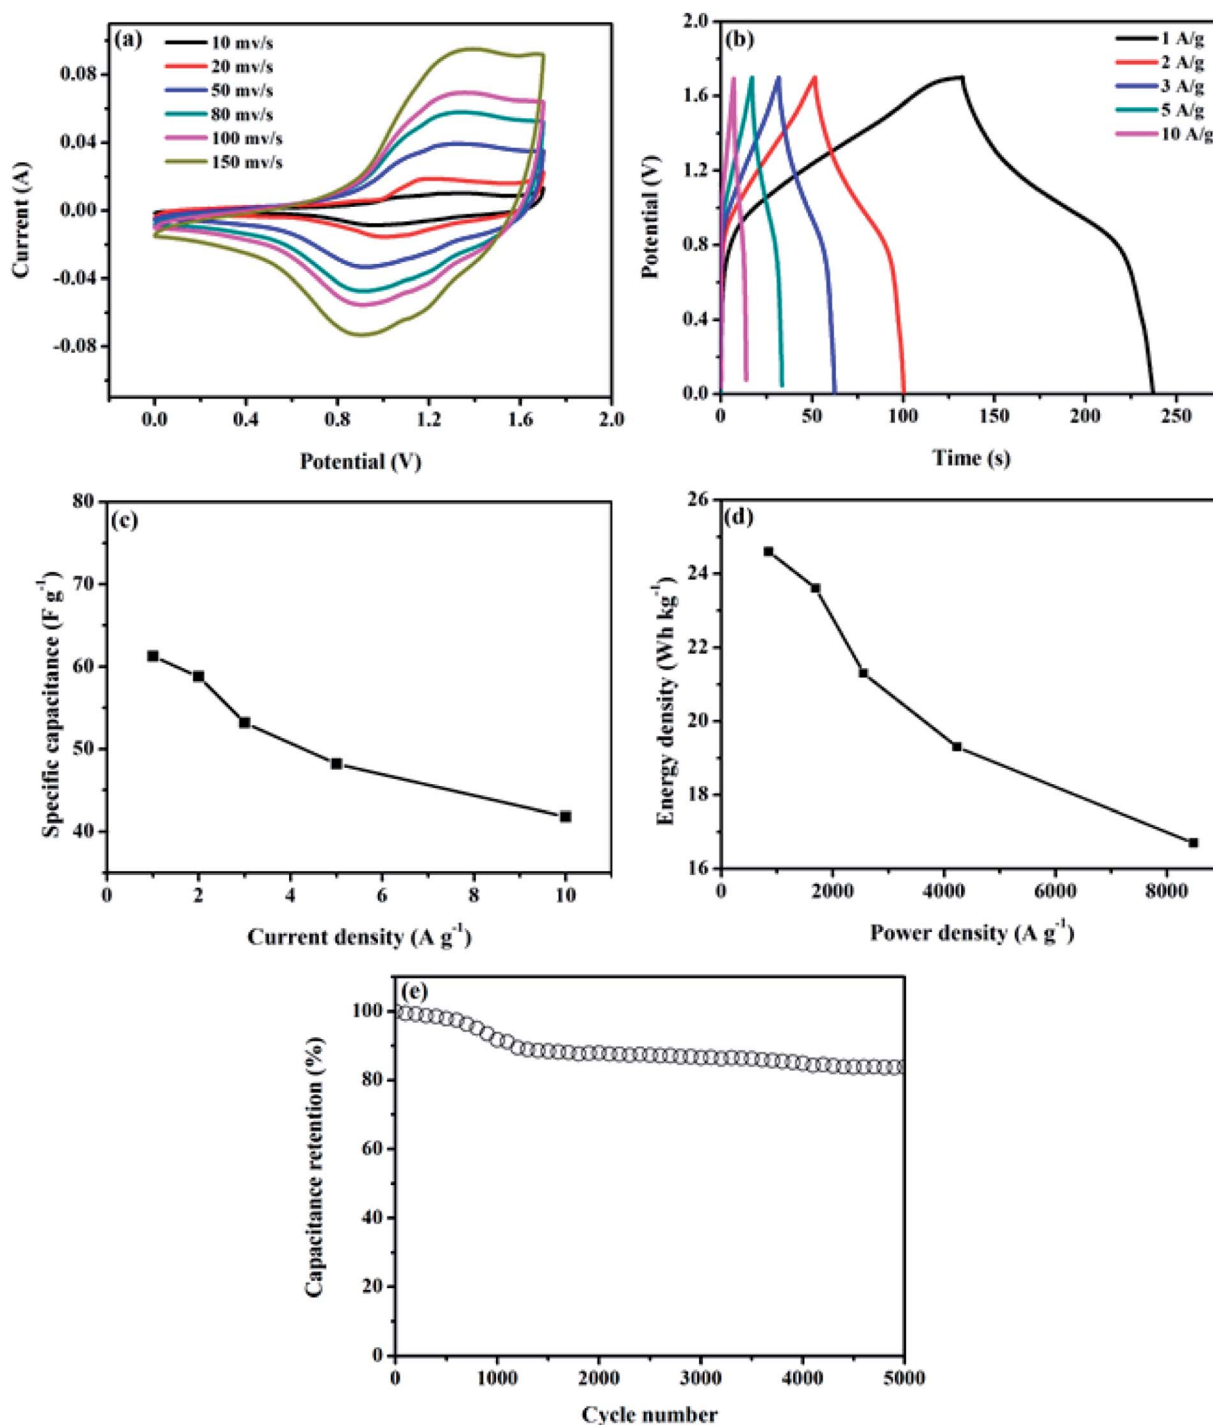 (a)
10 mv/s
20 mv/s
50 mv/s
80 mv/s
100 mv/s
150 mv/s
0.08
0.04
0.00
-0.04
-0.08
Current (A)
0.0 0.4 0.8 1.2 1.6 2.0
Potential (V)
(b)
1 A/g
2 A/g
3 A/g
5 A/g
10 A/g
2.0
1.6
1.2
0.8
0.4
0.0
Potential (V)
0 50 100 150 200 250
Time (s)
(c)
80
70
60
50
40
Specific capacitance (F g-1)
0 2 4 6 8 10
Current density (A g-1)
(d)
26
24
22
20
18
16
Energy density (Wh kg-1)
0 2000 4000 6000 8000
Power density (A g-1)
(e)
100
80
60
40
20
0
Capacitance retention (%)
0 1000 2000 3000 4000 5000
Cycle number